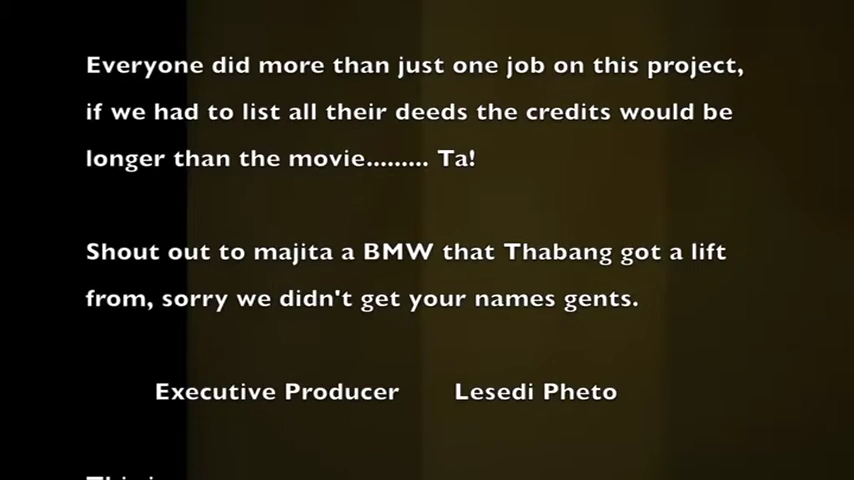 Everyone did more than just one job on this project,
if we had to list all their deeds the credits would be
longer than the movie......... Ta!
Shout out to majita a BMW that Thabang got a lift
from, sorry we didn't get your names gents.
Executive Producer Lesedi Pheto